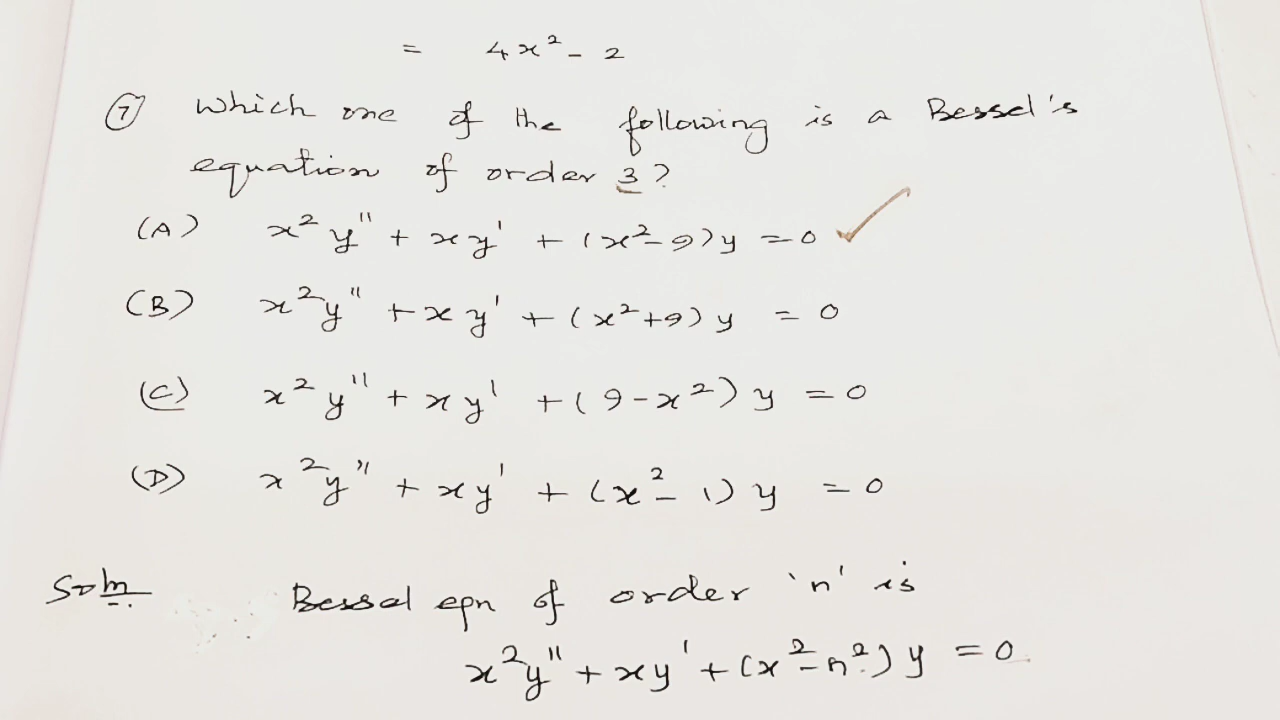 = 4x² - 2
⑦ Which one of the following is a Bessel's
equation of order 3?
(A) x²y'' + xy' + (x²-9)y = 0 ✓
(B) x²y'' + xy' + (x²+9)y = 0
(C) x²y'' + xy' + (9-x²)y = 0
(D) x²y'' + xy' + (x²-1)y = 0
Soln. Bessel eqn of order 'n' is
x²y'' + xy' + (x²-n²)y = 0